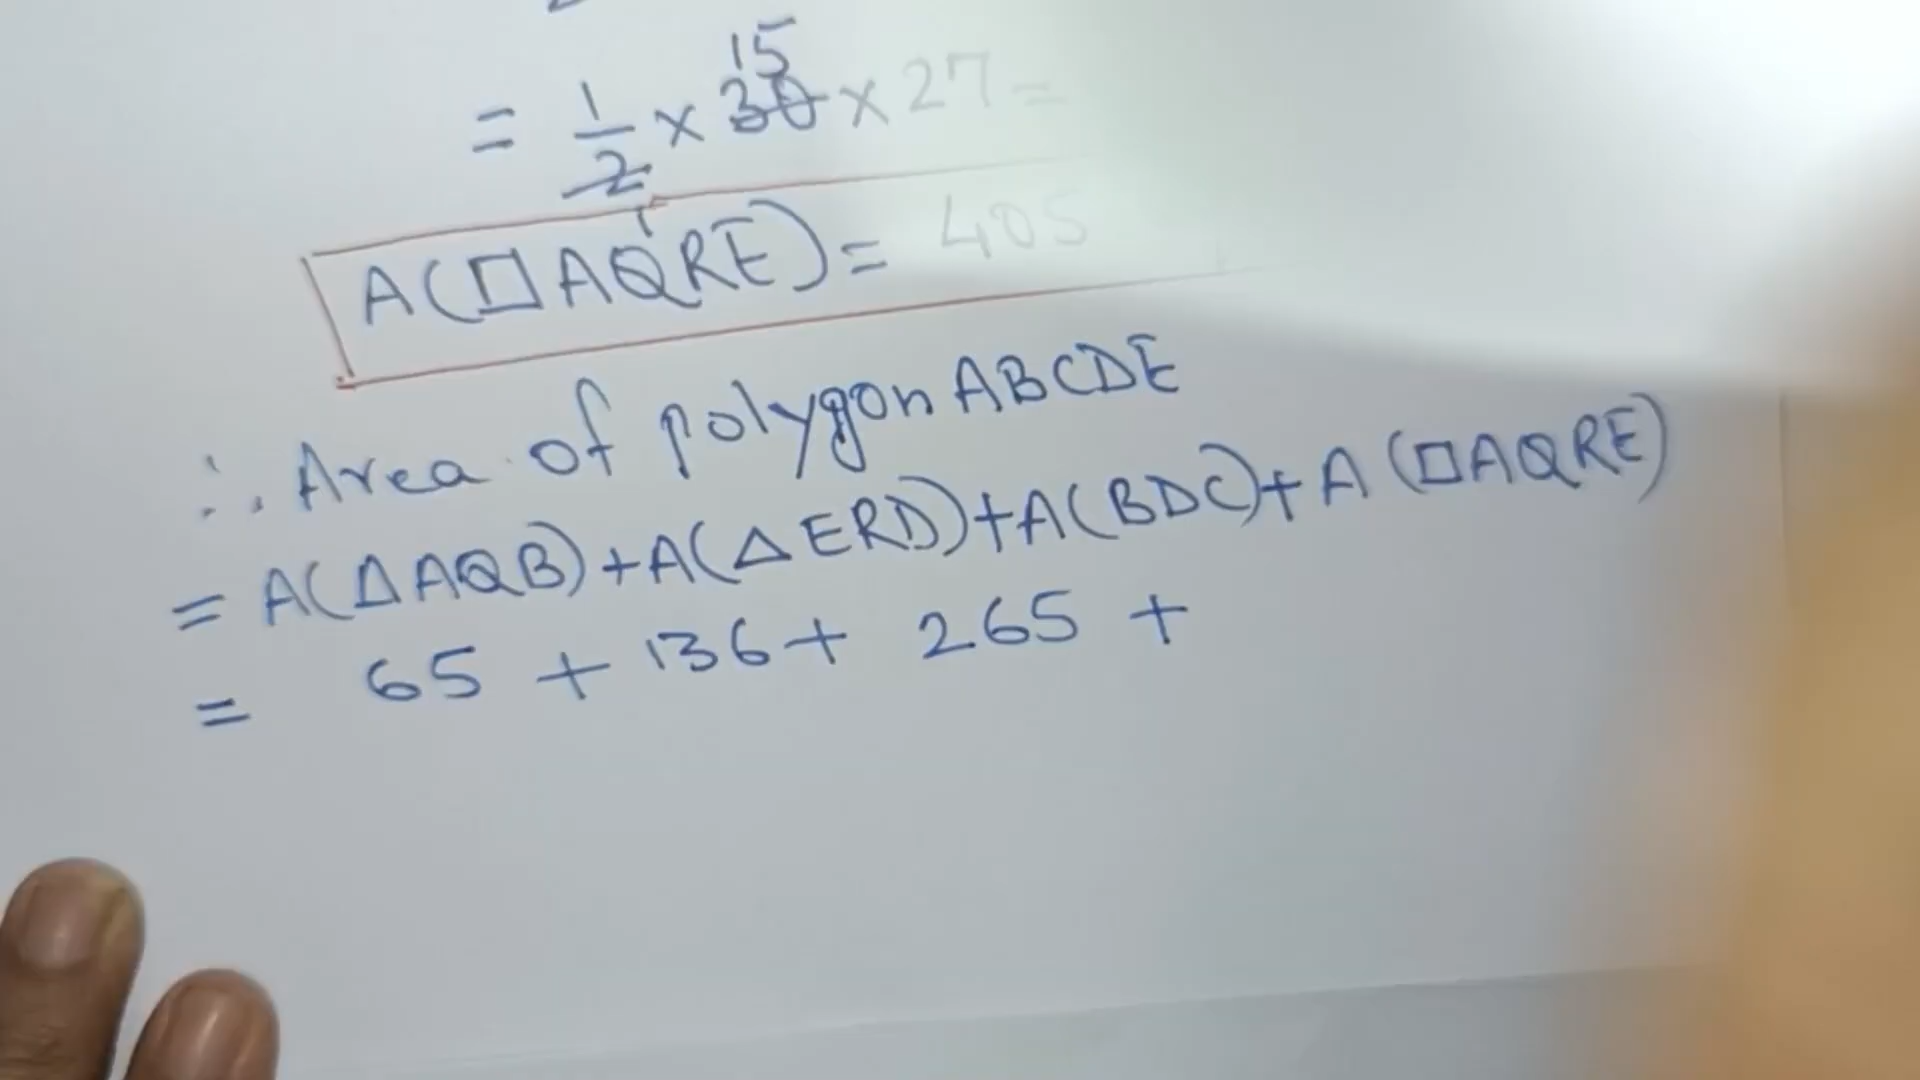 = 1/2 × 30 15 × 27 =
A(□AQRE) = 405
∴ Area of polygon ABCDE
= A(△AQB)+A(△ERD)+A(BDC)+A(□AQRE)
= 65 + 136 + 265 +